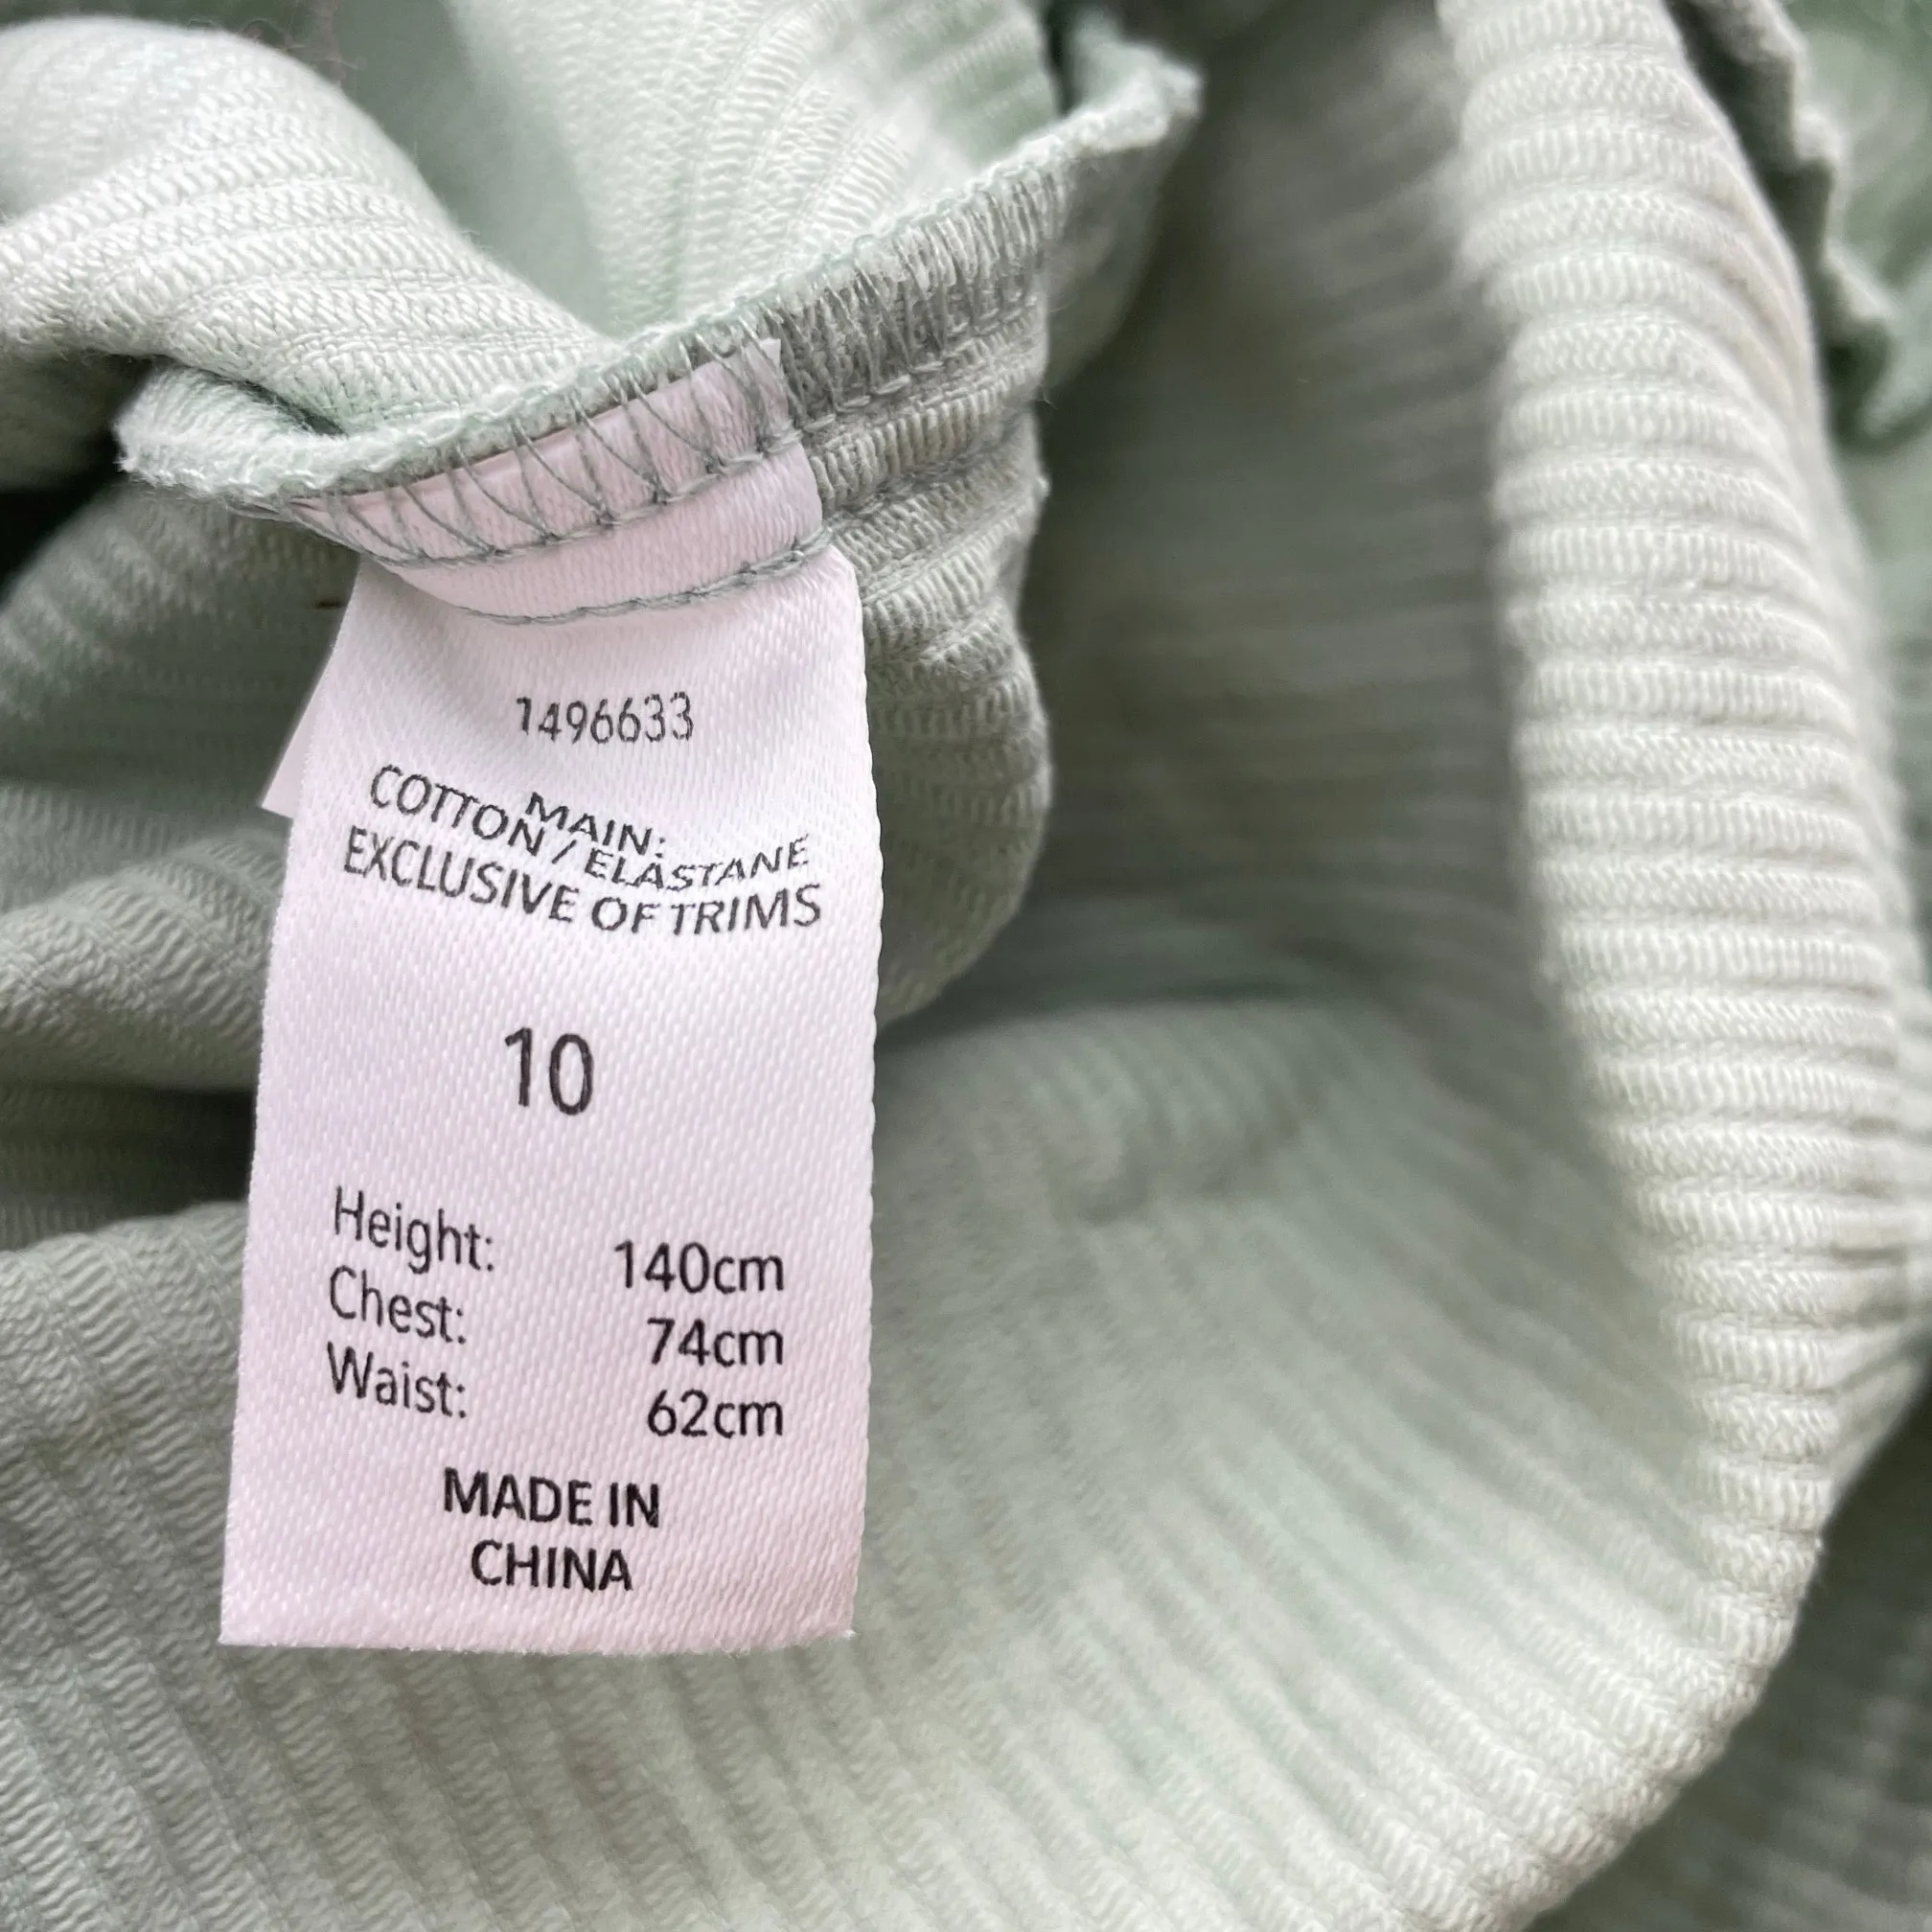 1496633
MAIN:
COTTON / ELASTANE
EXCLUSIVE OF TRIMS
10
Height: 140cm
Chest: 74cm
Waist: 62cm
MADE IN
CHINA